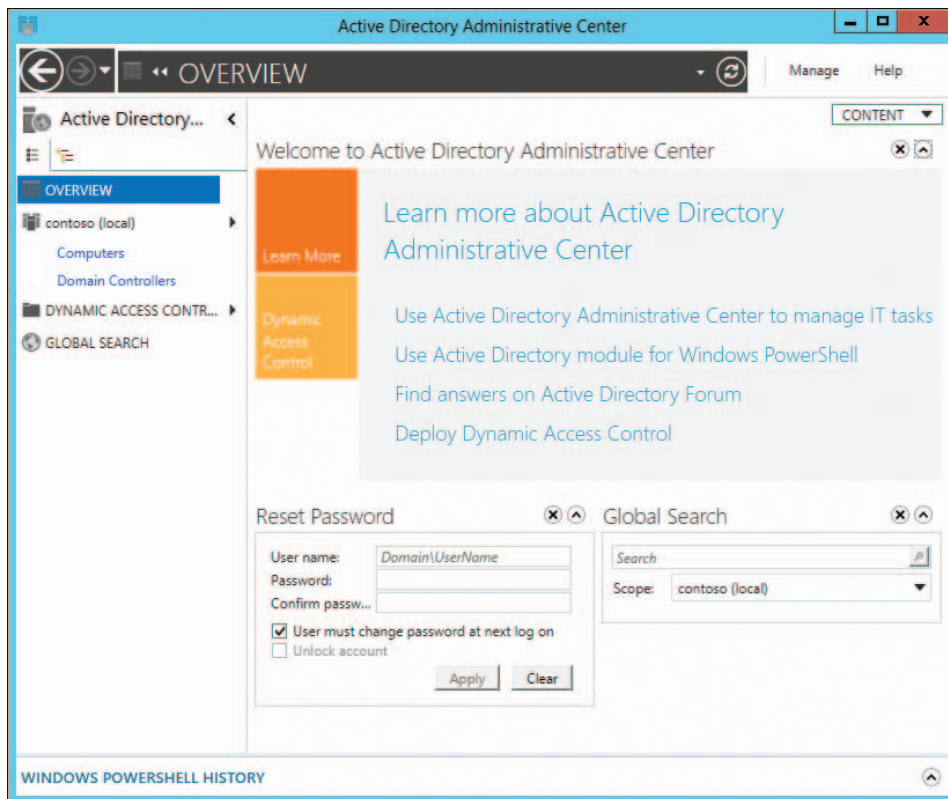 Active Directory Administrative Center
OVERVIEW
Manage
Help
Active Directory...
CONTENT
OVERVIEW
contoso (local)
Computers
Domain Controllers
DYNAMIC ACCESS CONTR...
GLOBAL SEARCH
Welcome to Active Directory Administrative Center
Learn More
Dynamic
Access
Control
Learn more about Active Directory
Administrative Center
Use Active Directory Administrative Center to manage IT tasks
Use Active Directory module for Windows PowerShell
Find answers on Active Directory Forum
Deploy Dynamic Access Control
Reset Password
User name:
Domain\UserName
Password:
Confirm passw...
User must change password at next log on
Unlock account
Apply
Clear
Global Search
Search
Scope:
contoso (local)
WINDOWS POWERSHELL HISTORY